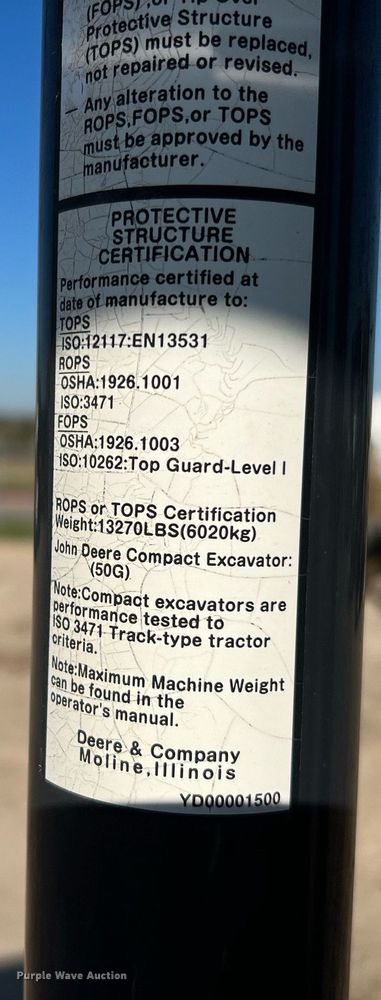 (FOPS), or Tip Over
Protective Structure
(TOPS) must be replaced,
not repaired or revised.
— Any alteration to the
ROPS,FOPS,or TOPS
must be approved by the
manufacturer.
PROTECTIVE
STRUCTURE
CERTIFICATION
Performance certified at
date of manufacture to:
TOPS
ISO:12117:EN13531
ROPS
OSHA:1926.1001
ISO:3471
FOPS
OSHA:1926.1003
ISO:10262:Top Guard-Level I
ROPS or TOPS Certification
Weight:13270LBS(6020kg)
John Deere Compact Excavator:
(50G)
Note:Compact excavators are
performance tested to
ISO 3471 Track-type tractor
criteria.
Note:Maximum Machine Weight
can be found in the
operator's manual.
Deere & Company
Moline,Illinois
YD00001500
Purple Wave Auction